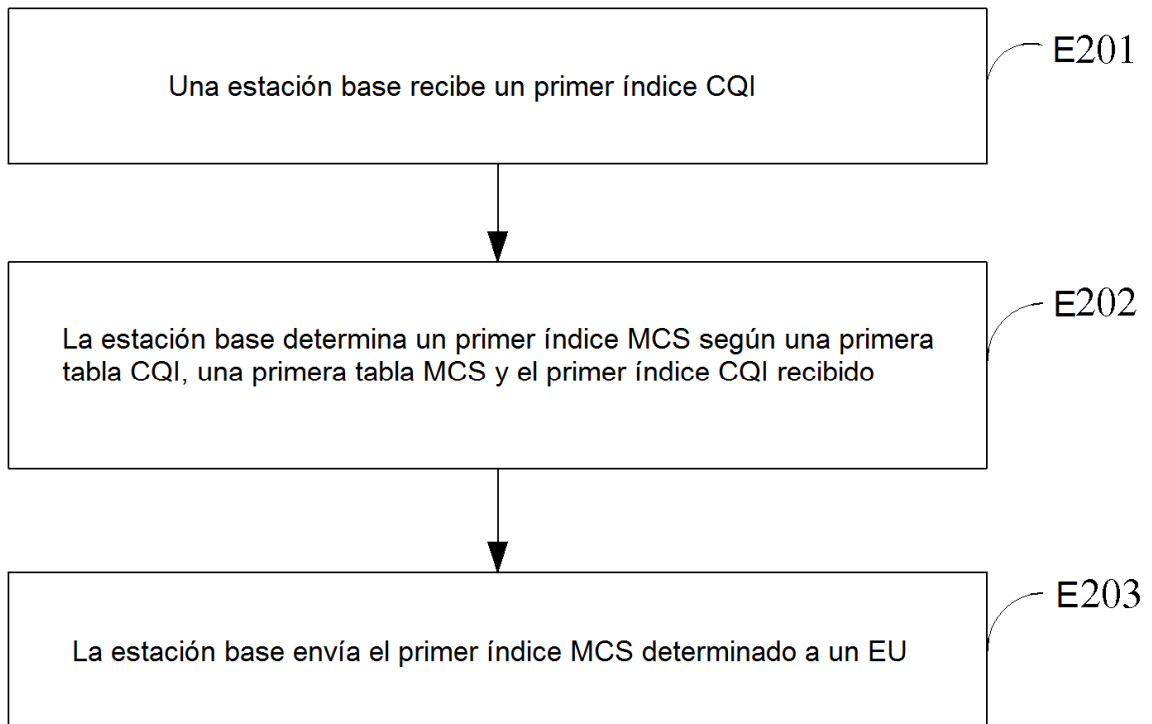 Una estación base recibe un primer índice CQI
E201
La estación base determina un primer índice MCS según una primera
tabla CQI, una primera tabla MCS y el primer índice CQI recibido
E202
La estación base envía el primer índice MCS determinado a un EU
E203